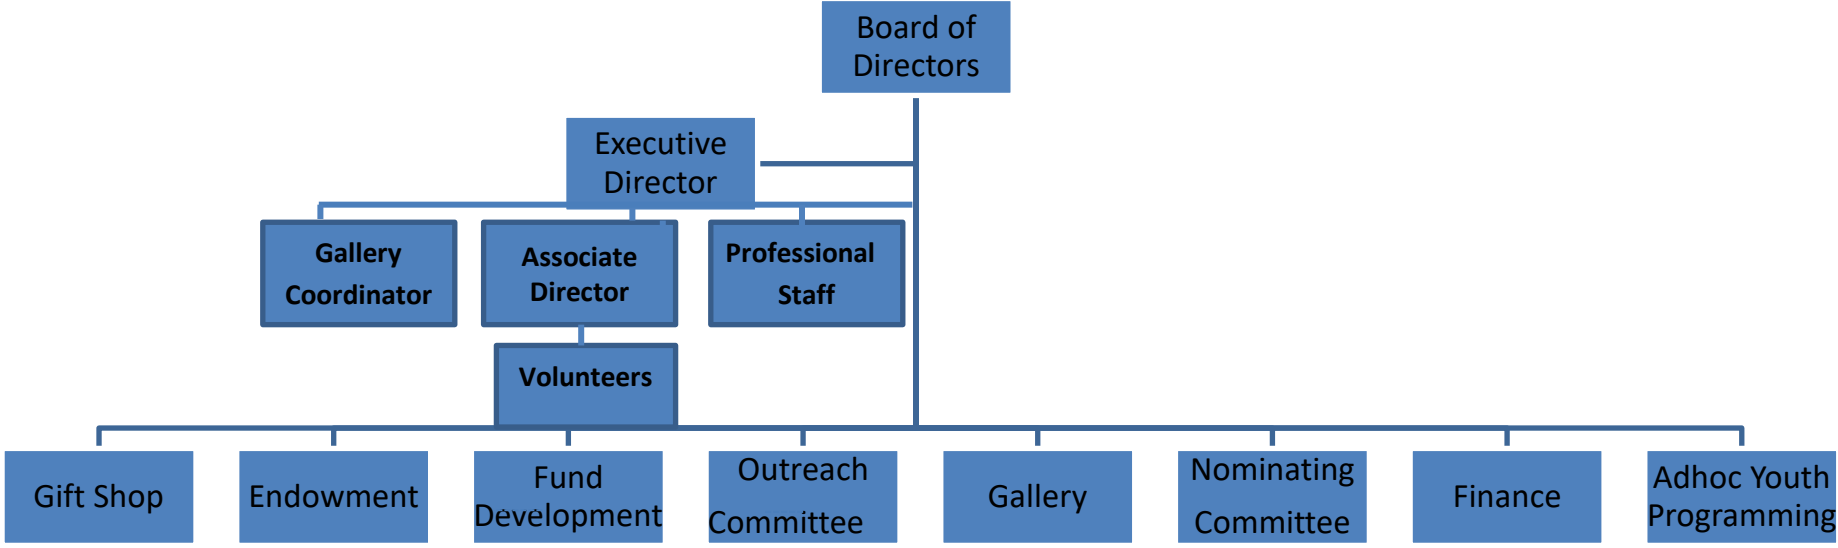 Board of
Directors
Executive
Director
Gallery
Coordinator
Associate
Director
Professional
Staff
Volunteers
Gift Shop
Endowment
Fund
Development
Outreach
Committee
Gallery
Nominating
Committee
Finance
Adhoc Youth
Programming